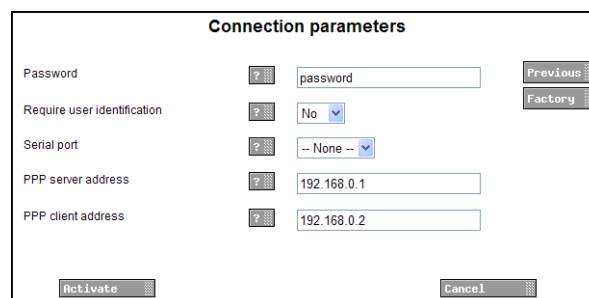 Connection parameters
Password ? password Previous
Factory
Require user identification ? No
Serial port ? -- None --
PPP server address ? 192.168.0.1
PPP client address ? 192.168.0.2
Activate Cancel